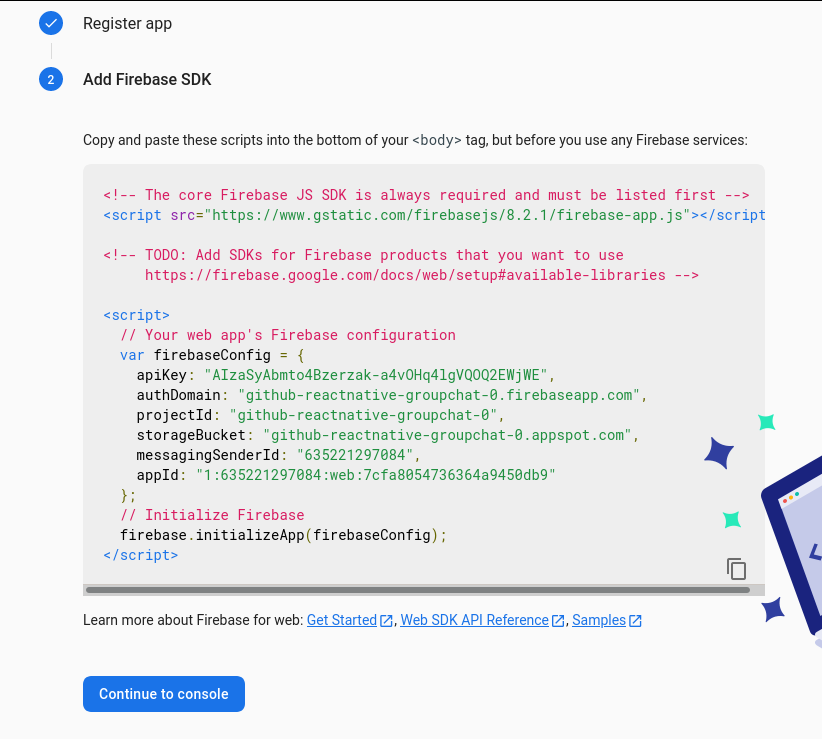 Register app
2 Add Firebase SDK
Copy and paste these scripts into the bottom of your <body> tag, but before you use any Firebase services:
<!-- The core Firebase JS SDK is always required and must be listed first -->
<script src="https://www.gstatic.com/firebasejs/8.2.1/firebase-app.js"></script
<!-- TODO: Add SDKs for Firebase products that you want to use
https://firebase.google.com/docs/web/setup#available-libraries -->
<script>
// Your web app's Firebase configuration
var firebaseConfig = {
apiKey: "AIzaSyAbmto4Bzerzak-a4vOHq4lgVQOQ2EWjWE",
authDomain: "github-reactnative-groupchat-0.firebaseapp.com",
projectId: "github-reactnative-groupchat-0",
storageBucket: "github-reactnative-groupchat-0.appspot.com",
messagingSenderId: "635221297084",
appId: "1:635221297084:web:7cfa8054736364a9450db9"
};
// Initialize Firebase
firebase.initializeApp(firebaseConfig);
</script>
Learn more about Firebase for web: Get Started, Web SDK API Reference, Samples
Continue to console